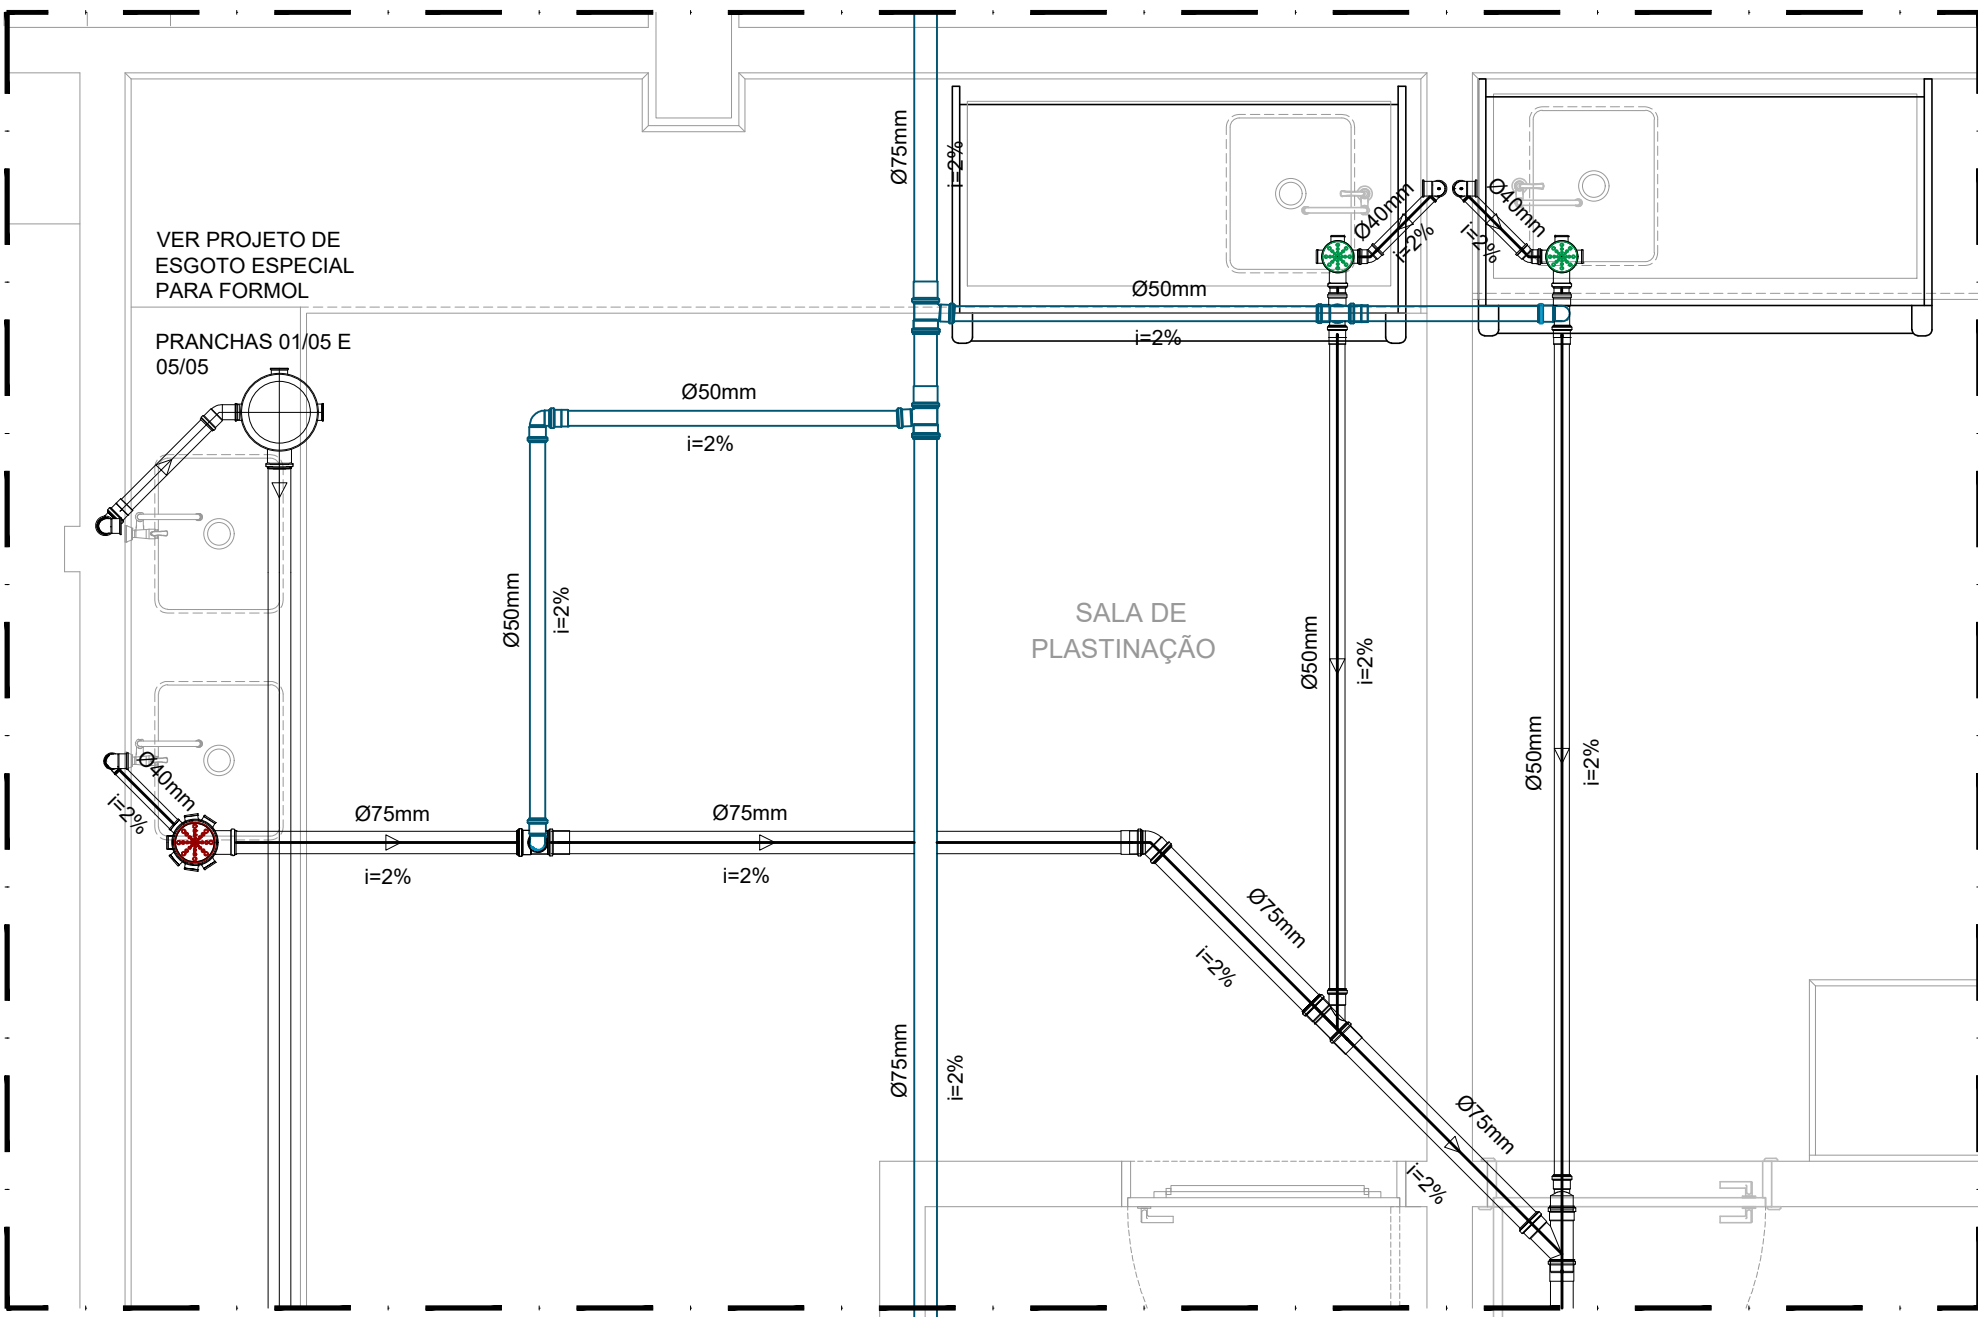 Ø75mm
i=2%
Ø40mm
i=2%
Ø40mm
i=2%
VER PROJETO DE
ESGOTO ESPECIAL
PARA FORMOL
Ø50mm
i=2%
PRANCHAS 01/05 E
05/05
Ø50mm
i=2%
Ø50mm
i=2%
SALA DE
PLASTINAÇÃO
Ø50mm
i=2%
Ø50mm
i=2%
Ø40mm
i=2%
Ø75mm
i=2%
Ø75mm
i=2%
Ø75mm
i=2%
Ø75mm
i=2%
Ø75mm
i=2%